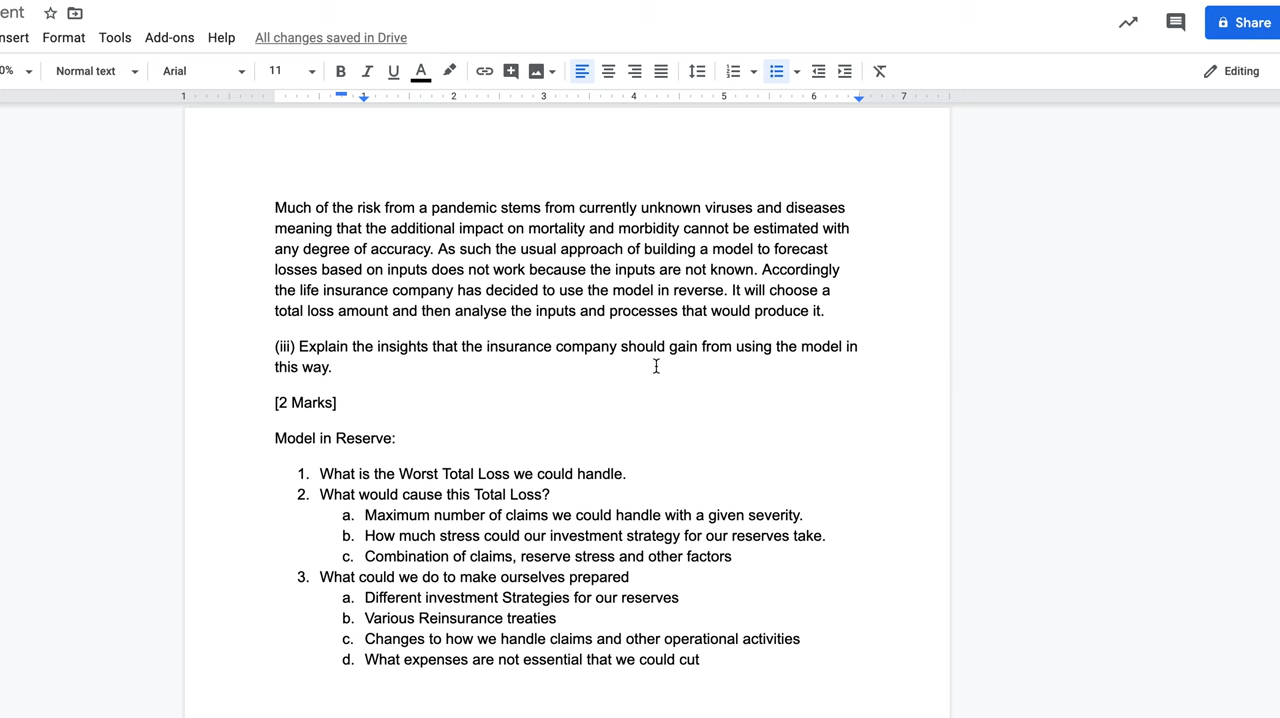 ent
nsert Format Tools Add-ons Help All changes saved in Drive
Share
0% Normal text Arial 11 B I U A Editing
1 1 2 3 4 5 6 7
Much of the risk from a pandemic stems from currently unknown viruses and diseases
meaning that the additional impact on mortality and morbidity cannot be estimated with
any degree of accuracy. As such the usual approach of building a model to forecast
losses based on inputs does not work because the inputs are not known. Accordingly
the life insurance company has decided to use the model in reverse. It will choose a
total loss amount and then analyse the inputs and processes that would produce it.
(iii) Explain the insights that the insurance company should gain from using the model in
this way.
[2 Marks]
Model in Reserve:
1. What is the Worst Total Loss we could handle.
2. What would cause this Total Loss?
a. Maximum number of claims we could handle with a given severity.
b. How much stress could our investment strategy for our reserves take.
c. Combination of claims, reserve stress and other factors
3. What could we do to make ourselves prepared
a. Different investment Strategies for our reserves
b. Various Reinsurance treaties
c. Changes to how we handle claims and other operational activities
d. What expenses are not essential that we could cut